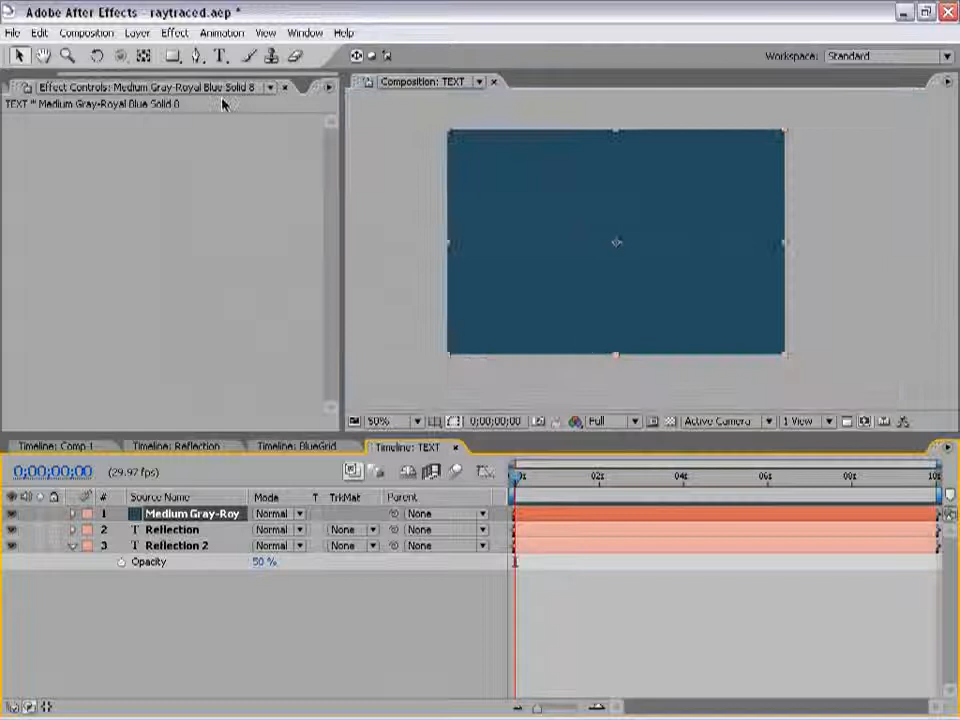 Adobe After Effects - raytraced.aep *
File Edit Composition Layer Effect Animation View Window Help
Workspace: Standard
Effect Controls: Medium Gray-Royal Blue Solid 8
Composition: TEXT
TEXT * Medium Gray-Royal Blue Solid 8
50% 0;00;00;00 Full Active Camera 1 View
Timeline: Comp 1 Timeline: Reflection Timeline: BlueGrid Timeline: TEXT
0;00;00;00 (29.97 fps)
02s 04s 06s 08s 10s
# Source Name Mode T TrkMat Parent
1 Medium Gray-Roy Normal None
2 T Reflection Normal None None
3 T Reflection 2 Normal None None
Opacity 50 %